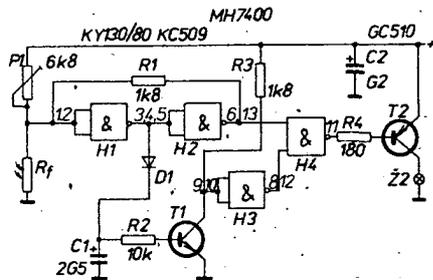 MH7400
KY130/80 KC509
GC510
P1 6k8
R1
1k8
R3
1k8
C2
G2
T2
12
&
H1
3 4,5
&
H2
6 13
&
H4
11 R4
180
Rf
D1
9 10
&
H3
8 12
Ž2
T1
C1
2G5
R2
10k